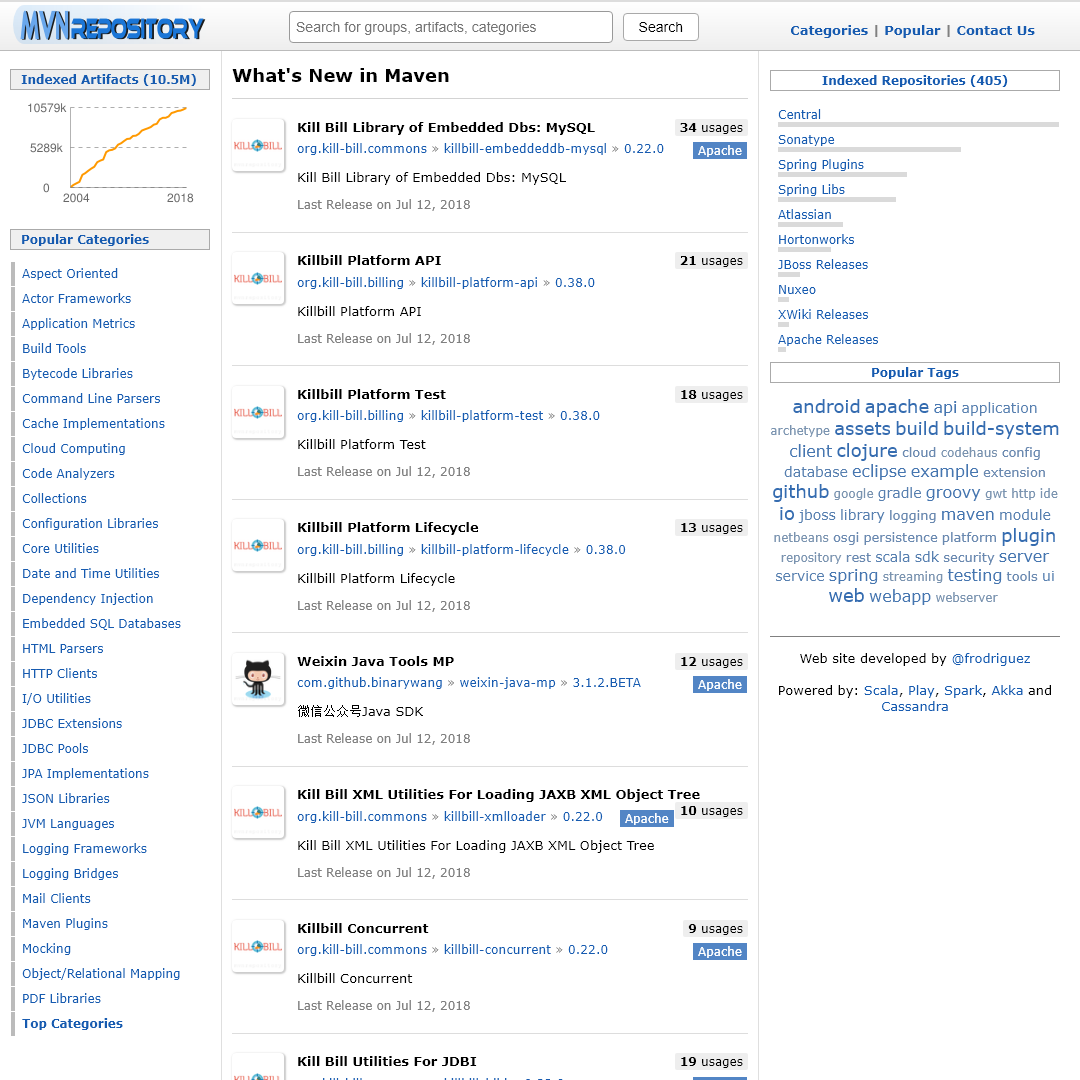 MVNREPOSITORY
Search for groups, artifacts, categories
Search
Categories | Popular | Contact Us
Indexed Artifacts (10.5M)
10579k
5289k
0
2004
2018
Popular Categories
Aspect Oriented
Actor Frameworks
Application Metrics
Build Tools
Bytecode Libraries
Command Line Parsers
Cache Implementations
Cloud Computing
Code Analyzers
Collections
Configuration Libraries
Core Utilities
Date and Time Utilities
Dependency Injection
Embedded SQL Databases
HTML Parsers
HTTP Clients
I/O Utilities
JDBC Extensions
JDBC Pools
JPA Implementations
JSON Libraries
JVM Languages
Logging Frameworks
Logging Bridges
Mail Clients
Maven Plugins
Mocking
Object/Relational Mapping
PDF Libraries
Top Categories
What's New in Maven
KILL BILL
Kill Bill Library of Embedded Dbs: MySQL
34 usages
org.kill-bill.commons » killbill-embeddeddb-mysql » 0.22.0
Apache
Kill Bill Library of Embedded Dbs: MySQL
Last Release on Jul 12, 2018
KILL BILL
Killbill Platform API
21 usages
org.kill-bill.billing » killbill-platform-api » 0.38.0
Killbill Platform API
Last Release on Jul 12, 2018
KILL BILL
Killbill Platform Test
18 usages
org.kill-bill.billing » killbill-platform-test » 0.38.0
Killbill Platform Test
Last Release on Jul 12, 2018
KILL BILL
Killbill Platform Lifecycle
13 usages
org.kill-bill.billing » killbill-platform-lifecycle » 0.38.0
Killbill Platform Lifecycle
Last Release on Jul 12, 2018
Weixin Java Tools MP
12 usages
com.github.binarywang » weixin-java-mp » 3.1.2.BETA
Apache
微信公众号Java SDK
Last Release on Jul 12, 2018
KILL BILL
Kill Bill XML Utilities For Loading JAXB XML Object Tree
10 usages
org.kill-bill.commons » killbill-xmlloader » 0.22.0
Apache
Kill Bill XML Utilities For Loading JAXB XML Object Tree
Last Release on Jul 12, 2018
KILL BILL
Killbill Concurrent
9 usages
org.kill-bill.commons » killbill-concurrent » 0.22.0
Apache
Killbill Concurrent
Last Release on Jul 12, 2018
KILL BILL
Kill Bill Utilities For JDBI
19 usages
Indexed Repositories (405)
Central
Sonatype
Spring Plugins
Spring Libs
Atlassian
Hortonworks
JBoss Releases
Nuxeo
XWiki Releases
Apache Releases
Popular Tags
android apache api application
archetype assets build build-system
client clojure cloud codehaus config
database eclipse example extension
github google gradle groovy gwt http ide
io jboss library logging maven module
netbeans osgi persistence platform plugin
repository rest scala sdk security server
service spring streaming testing tools ui
web webapp webserver
Web site developed by @frodriguez
Powered by: Scala, Play, Spark, Akka and
Cassandra